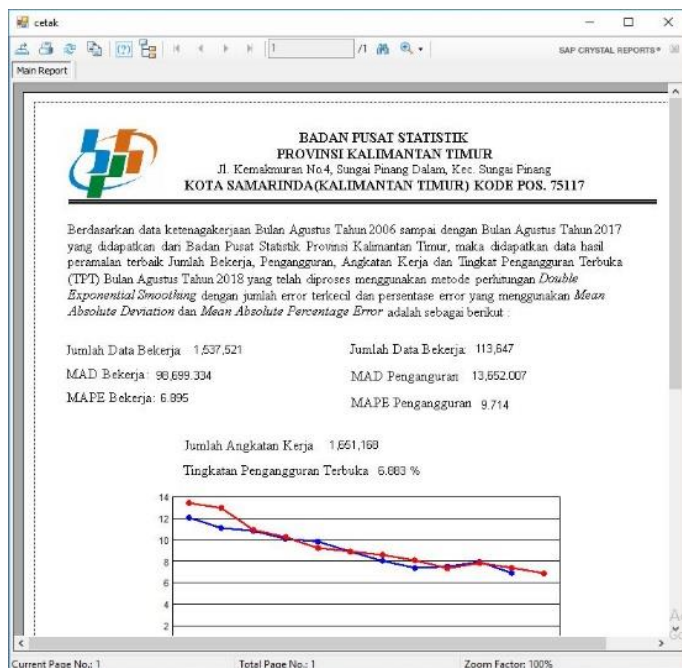 cetak
1 /1
SAP CRYSTAL REPORTS®
Main Report
BADAN PUSAT STATISTIK
PROVINSI KALIMANTAN TIMUR
Jl. Kemakmuran No.4, Sungai Pinang Dalam, Kec. Sungai Pinang
KOTA SAMARINDA(KALIMANTAN TIMUR) KODE POS. 75117
Berdasarkan data ketenagakerjaan Bulan Agustus Tahun 2006 sampai dengan Bulan Agustus Tahun 2017
yang didapatkan dari Badan Pusat Statistik Provinsi Kalimantan Timur, maka didapatkan data hasil
peramalan terbaik Jumlah Bekerja, Pengangguran, Angkatan Kerja dan Tingkat Pengangguran Terbuka
(TPT) Bulan Agustus Tahun 2018 yang telah diproses menggunakan metode perhitungan Double
Exponential Smoothing dengan jumlah error terkecil dan persentase error yang menggunakan Mean
Absolute Deviation dan Mean Absolute Percentage Error adalah sebagai berikut :
Jumlah Data Bekerja 1,537,521
Jumlah Data Bekerja 113,647
MAD Bekerja: 98,699.334
MAD Penganguran 13,652.007
MAPE Bekerja: 6.895
MAPE Pengangguran 9.714
Jumlah Angkatan Kerja 1,651,168
Tingkatan Pengangguran Terbuka 6.883 %
14
12
10
8
6
4
2
Current Page No.: 1
Total Page No.: 1
Zoom Factor: 100%